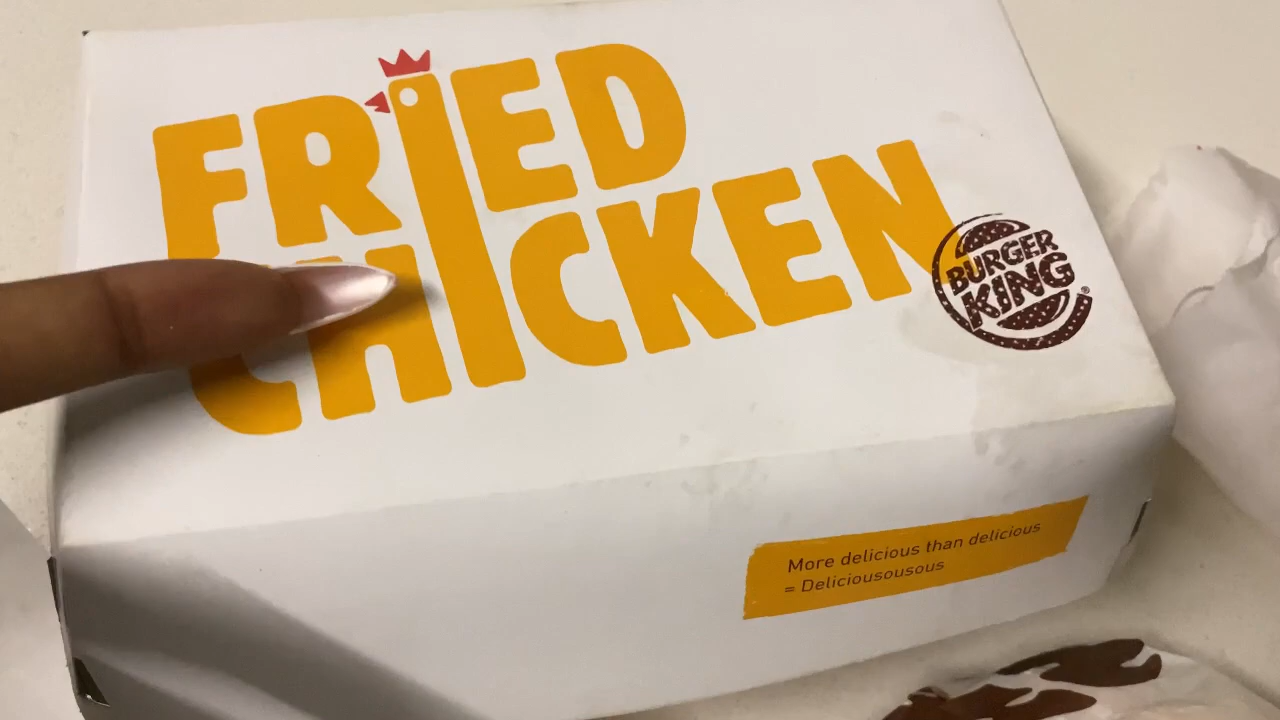 FRIED
CHICKEN
BURGER
KING®
More delicious than delicious
= Deliciousousous